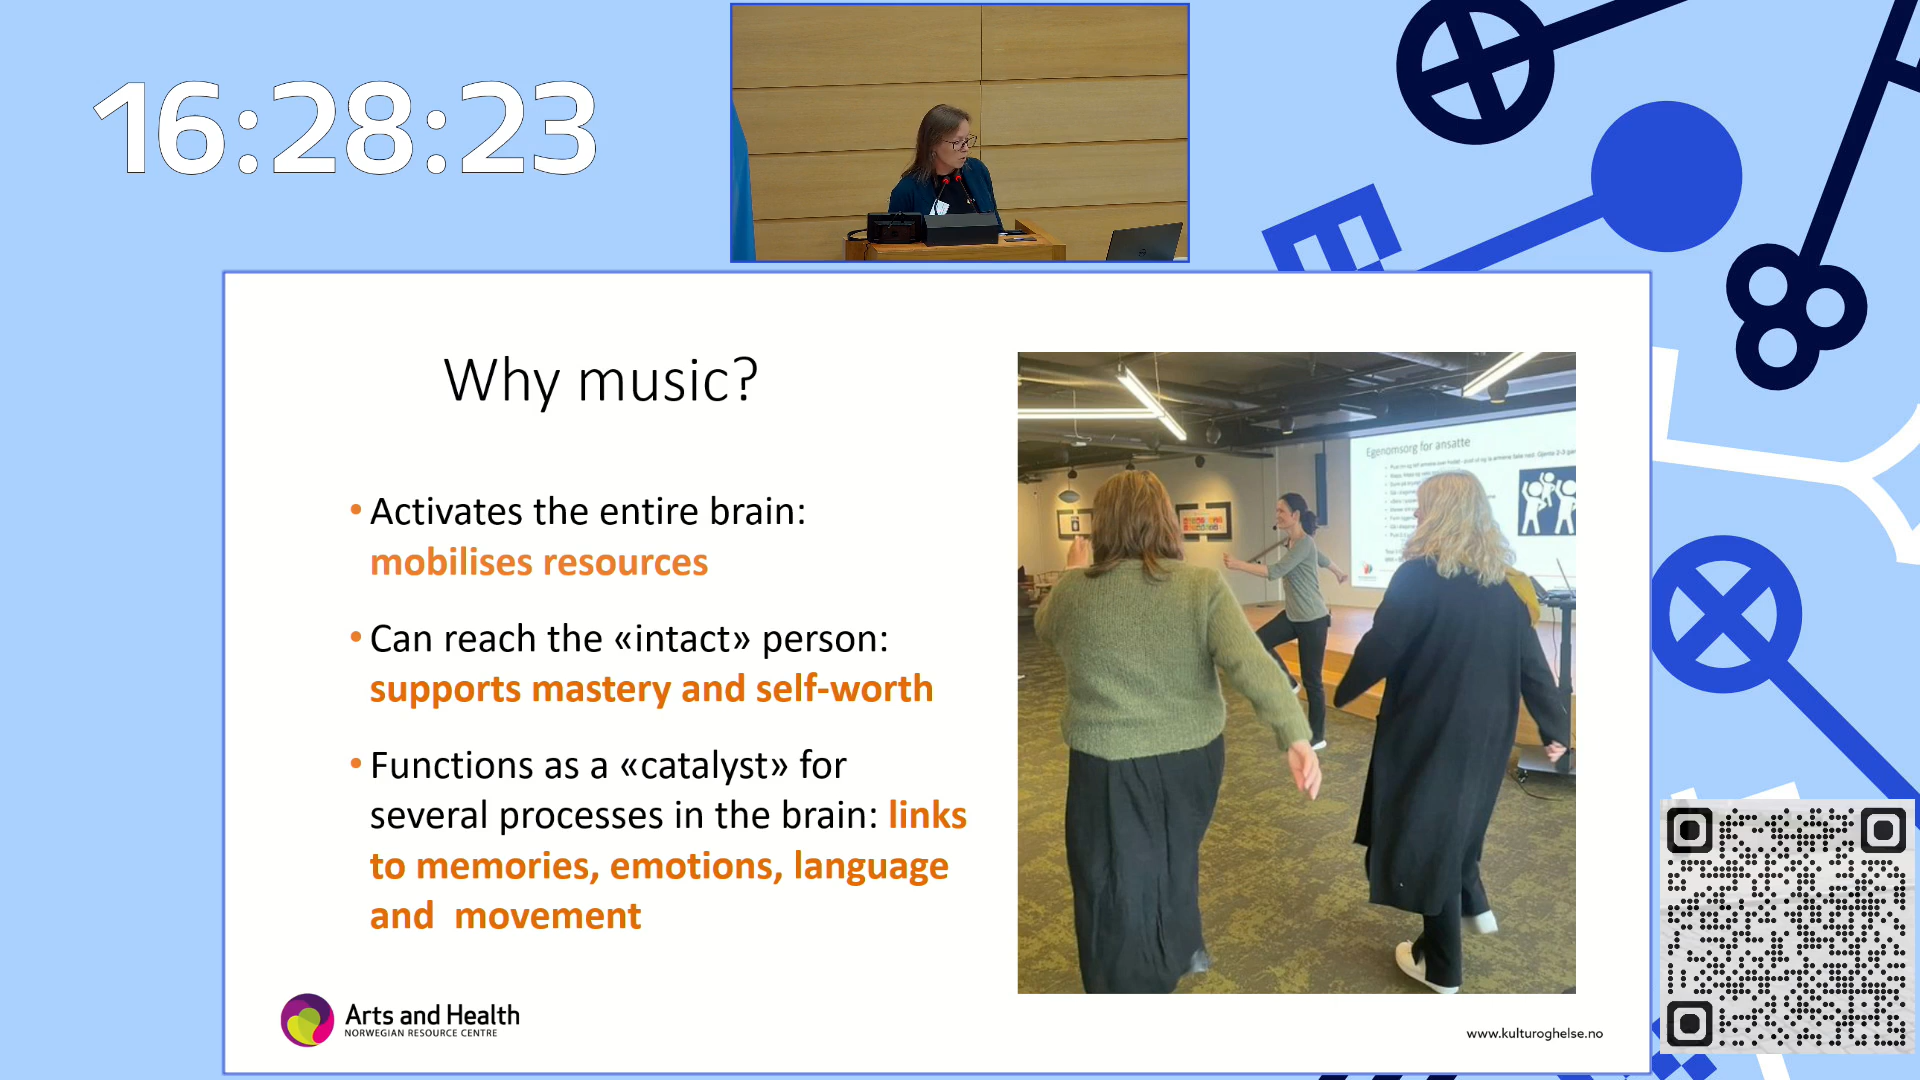 16:28:23
Why music?
• Activates the entire brain:
mobilises resources
• Can reach the «intact» person:
supports mastery and self-worth
• Functions as a «catalyst» for
several processes in the brain: links
to memories, emotions, language
and movement
Egenomsorg for ansatte
Arts and Health
NORWEGIAN RESOURCE CENTRE
www.kulturoghelse.no